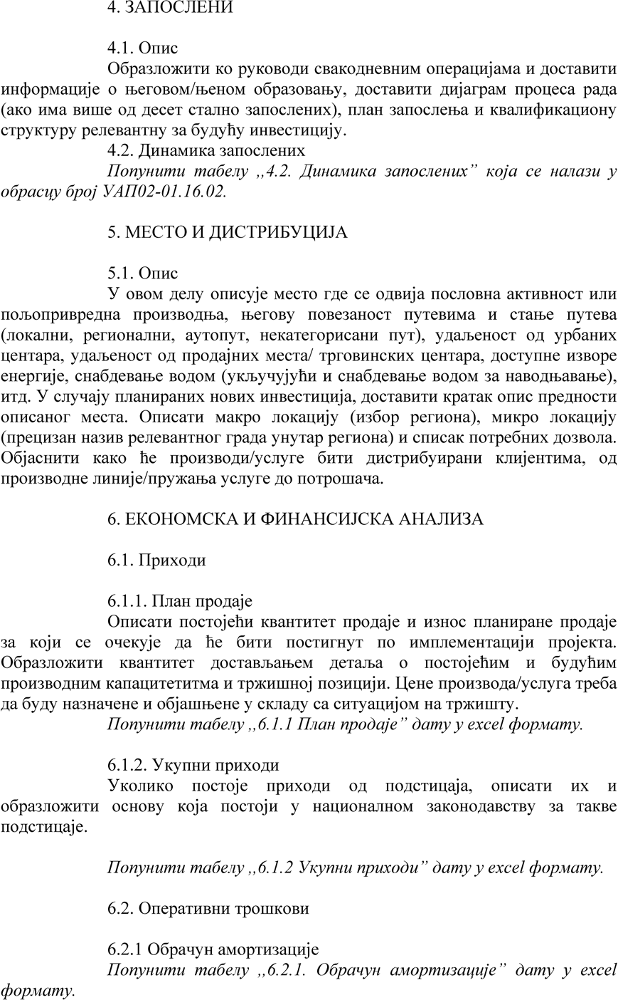 4. ЗАПОСЛЕНИ
4.1. Опис
Образложити ко руководи свакодневним операцијама и доставити
информације о његовом/њеном образовању, доставити дијаграм процеса рада
(ако има више од десет стално запослених), план запослења и квалификациону
структуру релевантну за будућу инвестицију.
4.2. Динамика запослених
Попунити табелу ,,4.2. Динамика запослених” која се налази у
обрасцу број УАП02-01.16.02.
5. МЕСТО И ДИСТРИБУЦИЈА
5.1. Опис
У овом делу описује место где се одвија пословна активност или
пољопривредна производња, његову повезаност путевима и стање путева
(локални, регионални, аутопут, некатегорисани пут), удаљеност од урбаних
центара, удаљеност од продајних места/ трговинских центара, доступне изворе
енергије, снабдевање водом (укључујући и снабдевање водом за наводњавање),
итд. У случају планираних нових инвестиција, доставити кратак опис предности
описаног места. Описати макро локацију (избор региона), микро локацију
(прецизан назив релевантног града унутар региона) и списак потребних дозвола.
Објаснити како ће производи/услуге бити дистрибуирани клијентима, од
производне линије/пружања услуге до потрошача.
6. ЕКОНОМСКА И ФИНАНСИЈСКА АНАЛИЗА
6.1. Приходи
6.1.1. План продаје
Описати постојећи квантитет продаје и износ планиране продаје
за који се очекује да ће бити постигнут по имплементацији пројекта.
Образложити квантитет достављањем детаља о постојећим и будућим
производним капацитетитма и тржишној позицији. Цене производа/услуга треба
да буду назначене и објашњене у складу са ситуацијом на тржишту.
Попунити табелу ,,6.1.1 План продаје” дату у excel формату.
6.1.2. Укупни приходи
Уколико постоје приходи од подстицаја, описати их и
образложити основу која постоји у националном законодавству за такве
подстицаје.
Попунити табелу ,,6.1.2 Укупни приходи” дату у excel формату.
6.2. Оперативни трошкови
6.2.1 Обрачун амортизације
Попунити табелу ,,6.2.1. Обрачун амортизације” дату у excel
формату.